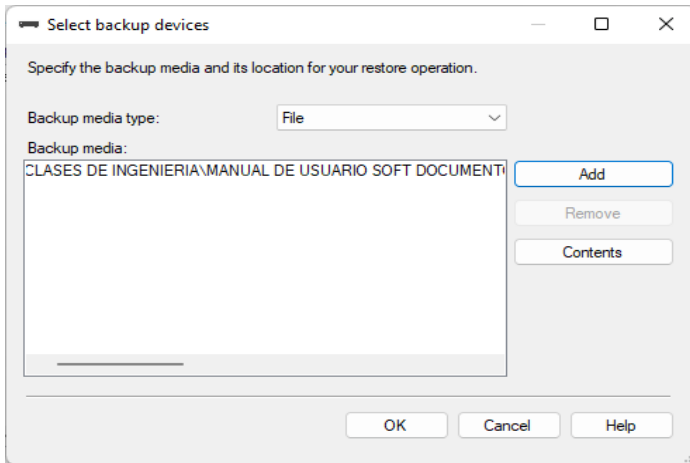 Select backup devices
Specify the backup media and its location for your restore operation.
Backup media type:
File
Backup media:
CLASES DE INGENIERIA\MANUAL DE USUARIO SOFT DOCUMENT
Add
Remove
Contents
OK
Cancel
Help